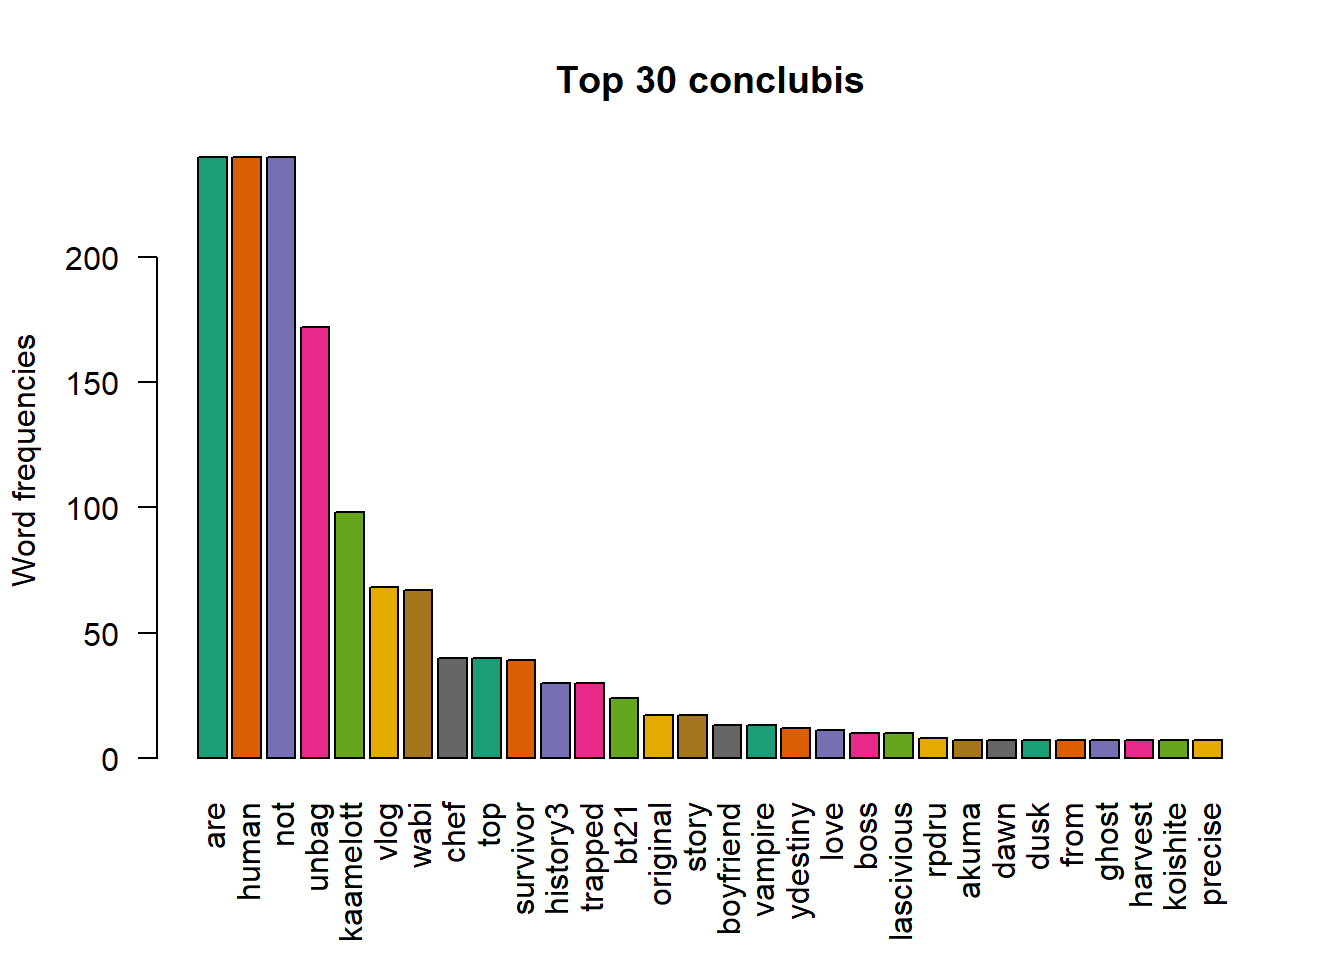 Top 30 conclubis
Word frequencies
200
150
100
50
0
are
human
not
unbag
kaamelott
vlog
wabi
chef
top
survivor
history3
trapped
bt21
original
story
boyfriend
vampire
ydestiny
love
boss
lascivious
rpdru
akuma
dawn
dusk
from
ghost
harvest
koishite
precise